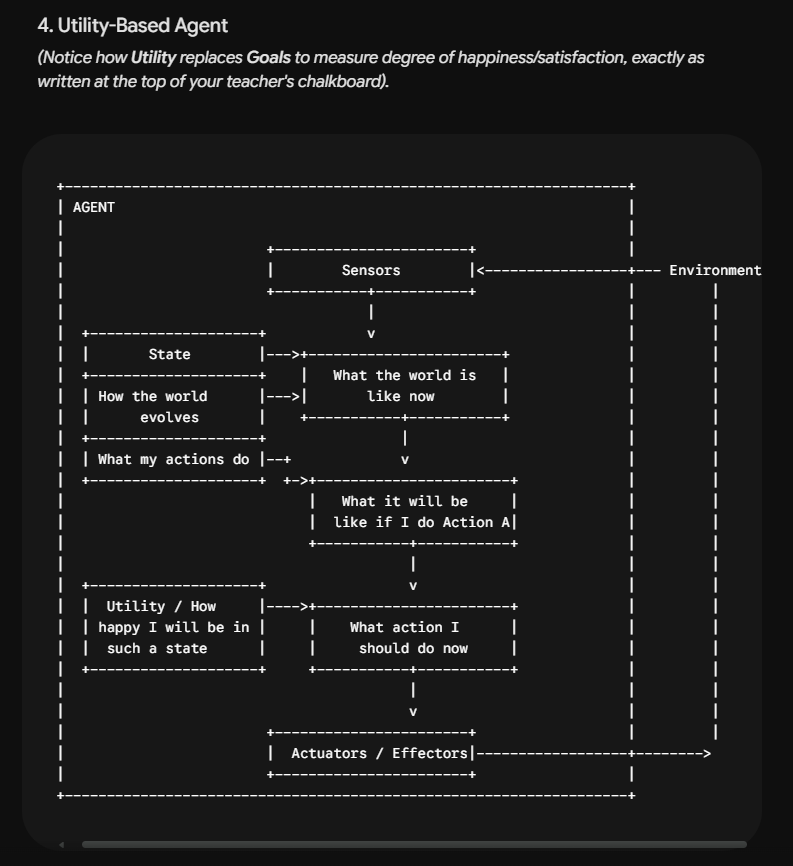 4. Utility-Based Agent
(Notice how Utility replaces Goals to measure degree of happiness/satisfaction, exactly as
written at the top of your teacher's chalkboard).
AGENT
Sensors
Environment
State
What the world is
like now
How the world
evolves
What my actions do
What it will be
like if I do Action A
Utility / How
happy I will be in
such a state
What action I
should do now
Actuators / Effectors